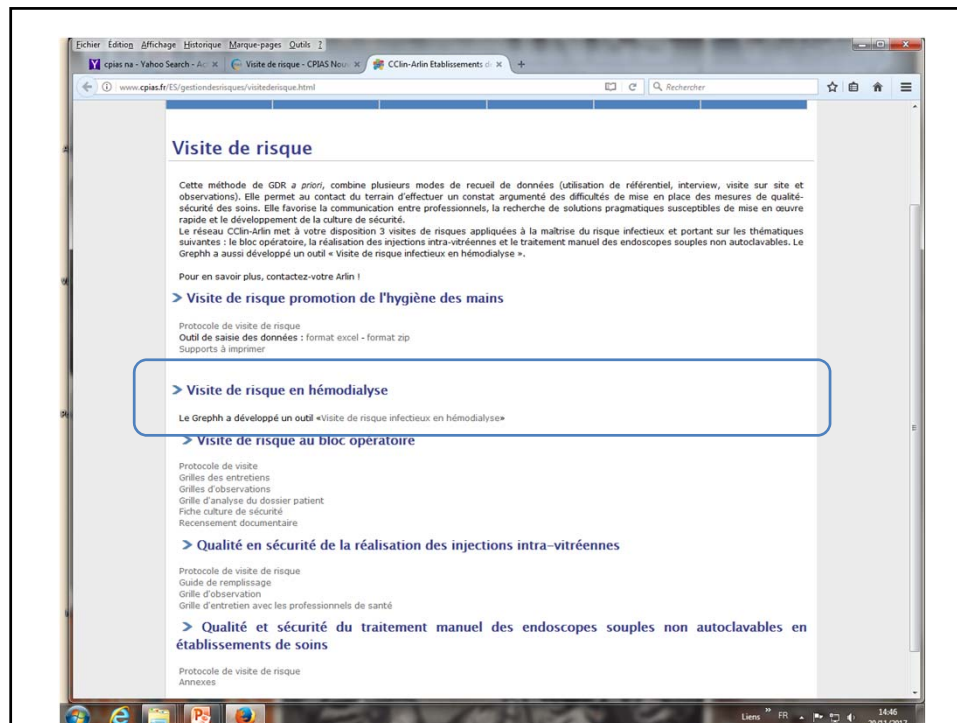 Fichier Edition Affichage Historique Marque-pages Outils ?
cpias na - Yahoo Search - Ac × Visite de risque - CPIAS Nouv × CClin-Arlin Etablissements d × +
www.cpias.fr/ES/gestiondesrisques/visitederisque.html Rechercher
Visite de risque
Cette méthode de GDR a priori, combine plusieurs modes de recueil de données (utilisation de référentiel, interview, visite sur site et
observations). Elle permet au contact du terrain d'effectuer un constat argumenté des difficultés de mise en place des mesures de qualité-
sécurité des soins. Elle favorise la communication entre professionnels, la recherche de solutions pragmatiques susceptibles de mise en œuvre
rapide et le développement de la culture de sécurité.
Le réseau CClin-Arlin met à votre disposition 3 visites de risques appliquées à la maîtrise du risque infectieux et portant sur les thématiques
suivantes : le bloc opératoire, la réalisation des injections intra-vitréennes et le traitement manuel des endoscopes souples non autoclavables. Le
Grephh a aussi développé un outil « Visite de risque infectieux en hémodialyse ».
Pour en savoir plus, contactez-votre Arlin !
> Visite de risque promotion de l'hygiène des mains
Protocole de visite de risque
Outil de saisie des données : format excel - format zip
Supports à imprimer
> Visite de risque en hémodialyse
Le Grephh a développé un outil «Visite de risque infectieux en hémodialyse»
> Visite de risque au bloc opératoire
Protocole de visite
Grilles des entretiens
Grilles d'observations
Grille d'analyse du dossier patient
Fiche culture de sécurité
Recensement documentaire
> Qualité en sécurité de la réalisation des injections intra-vitréennes
Protocole de visite de risque
Guide de remplissage
Grille d'observation
Grille d'entretien avec les professionnels de santé
> Qualité et sécurité du traitement manuel des endoscopes souples non autoclavables en
établissements de soins
Protocole de visite de risque
Annexes
Liens » FR 14:46